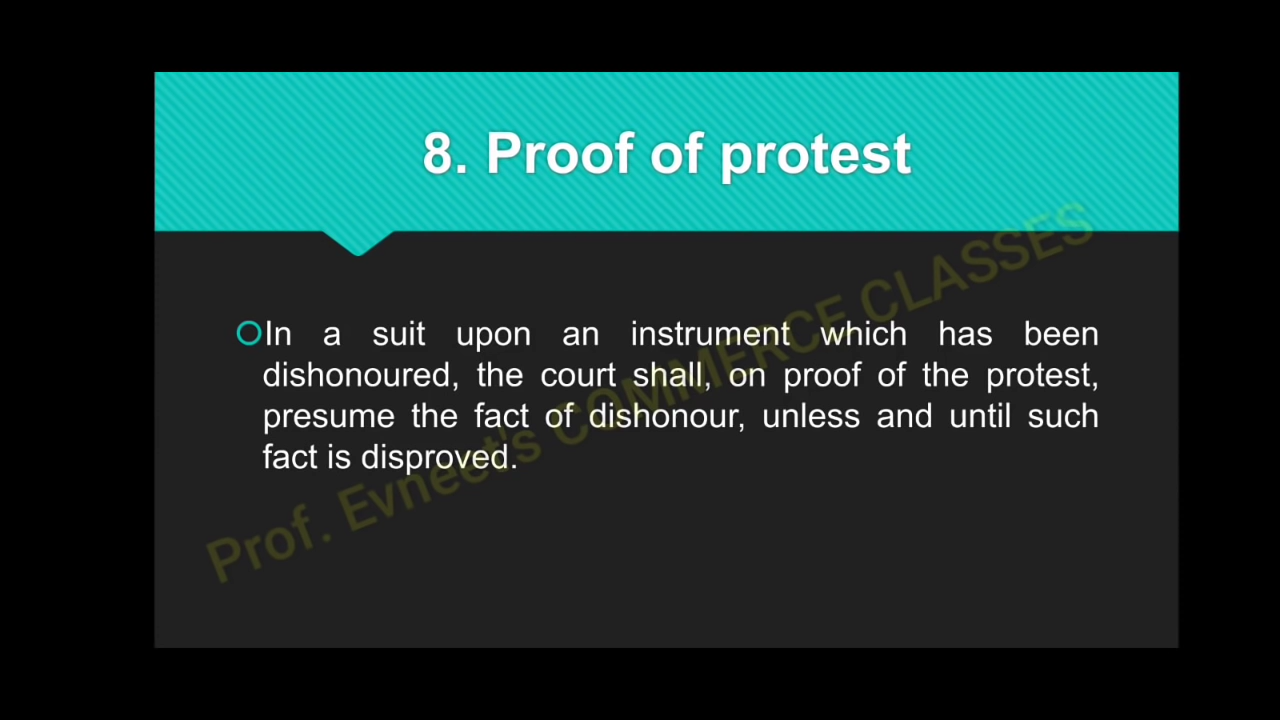 8. Proof of protest
In a suit upon an instrument which has been
dishonoured, the court shall, on proof of the protest,
presume the fact of dishonour, unless and until such
fact is disproved.
Prof. Evneet's COMMERCE CLASSES